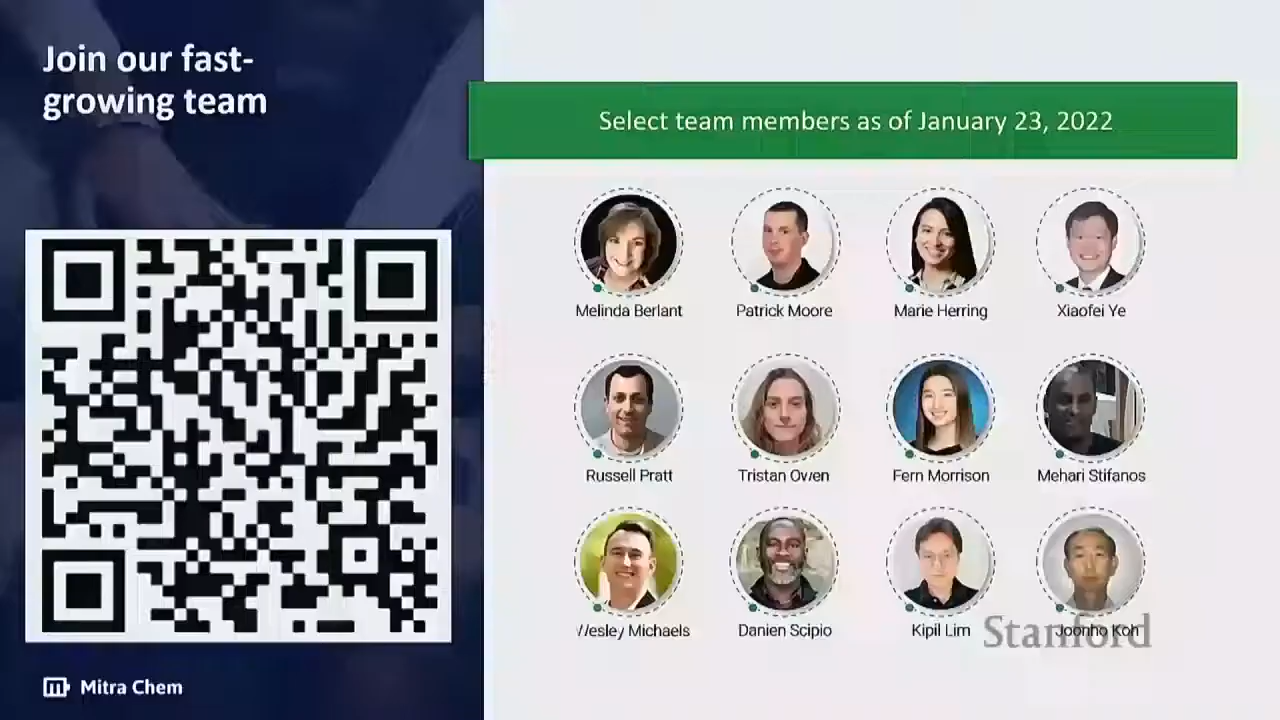 Join our fast-
growing team
Select team members as of January 23, 2022
Melinda Berlant
Patrick Moore
Marie Herring
Xiaofei Ye
Russell Pratt
Tristan Owen
Fern Morrison
Mehari Stifanos
Wesley Michaels
Danien Scipio
Kipil Lim
Joonho Koh
Stanford
Mitra Chem